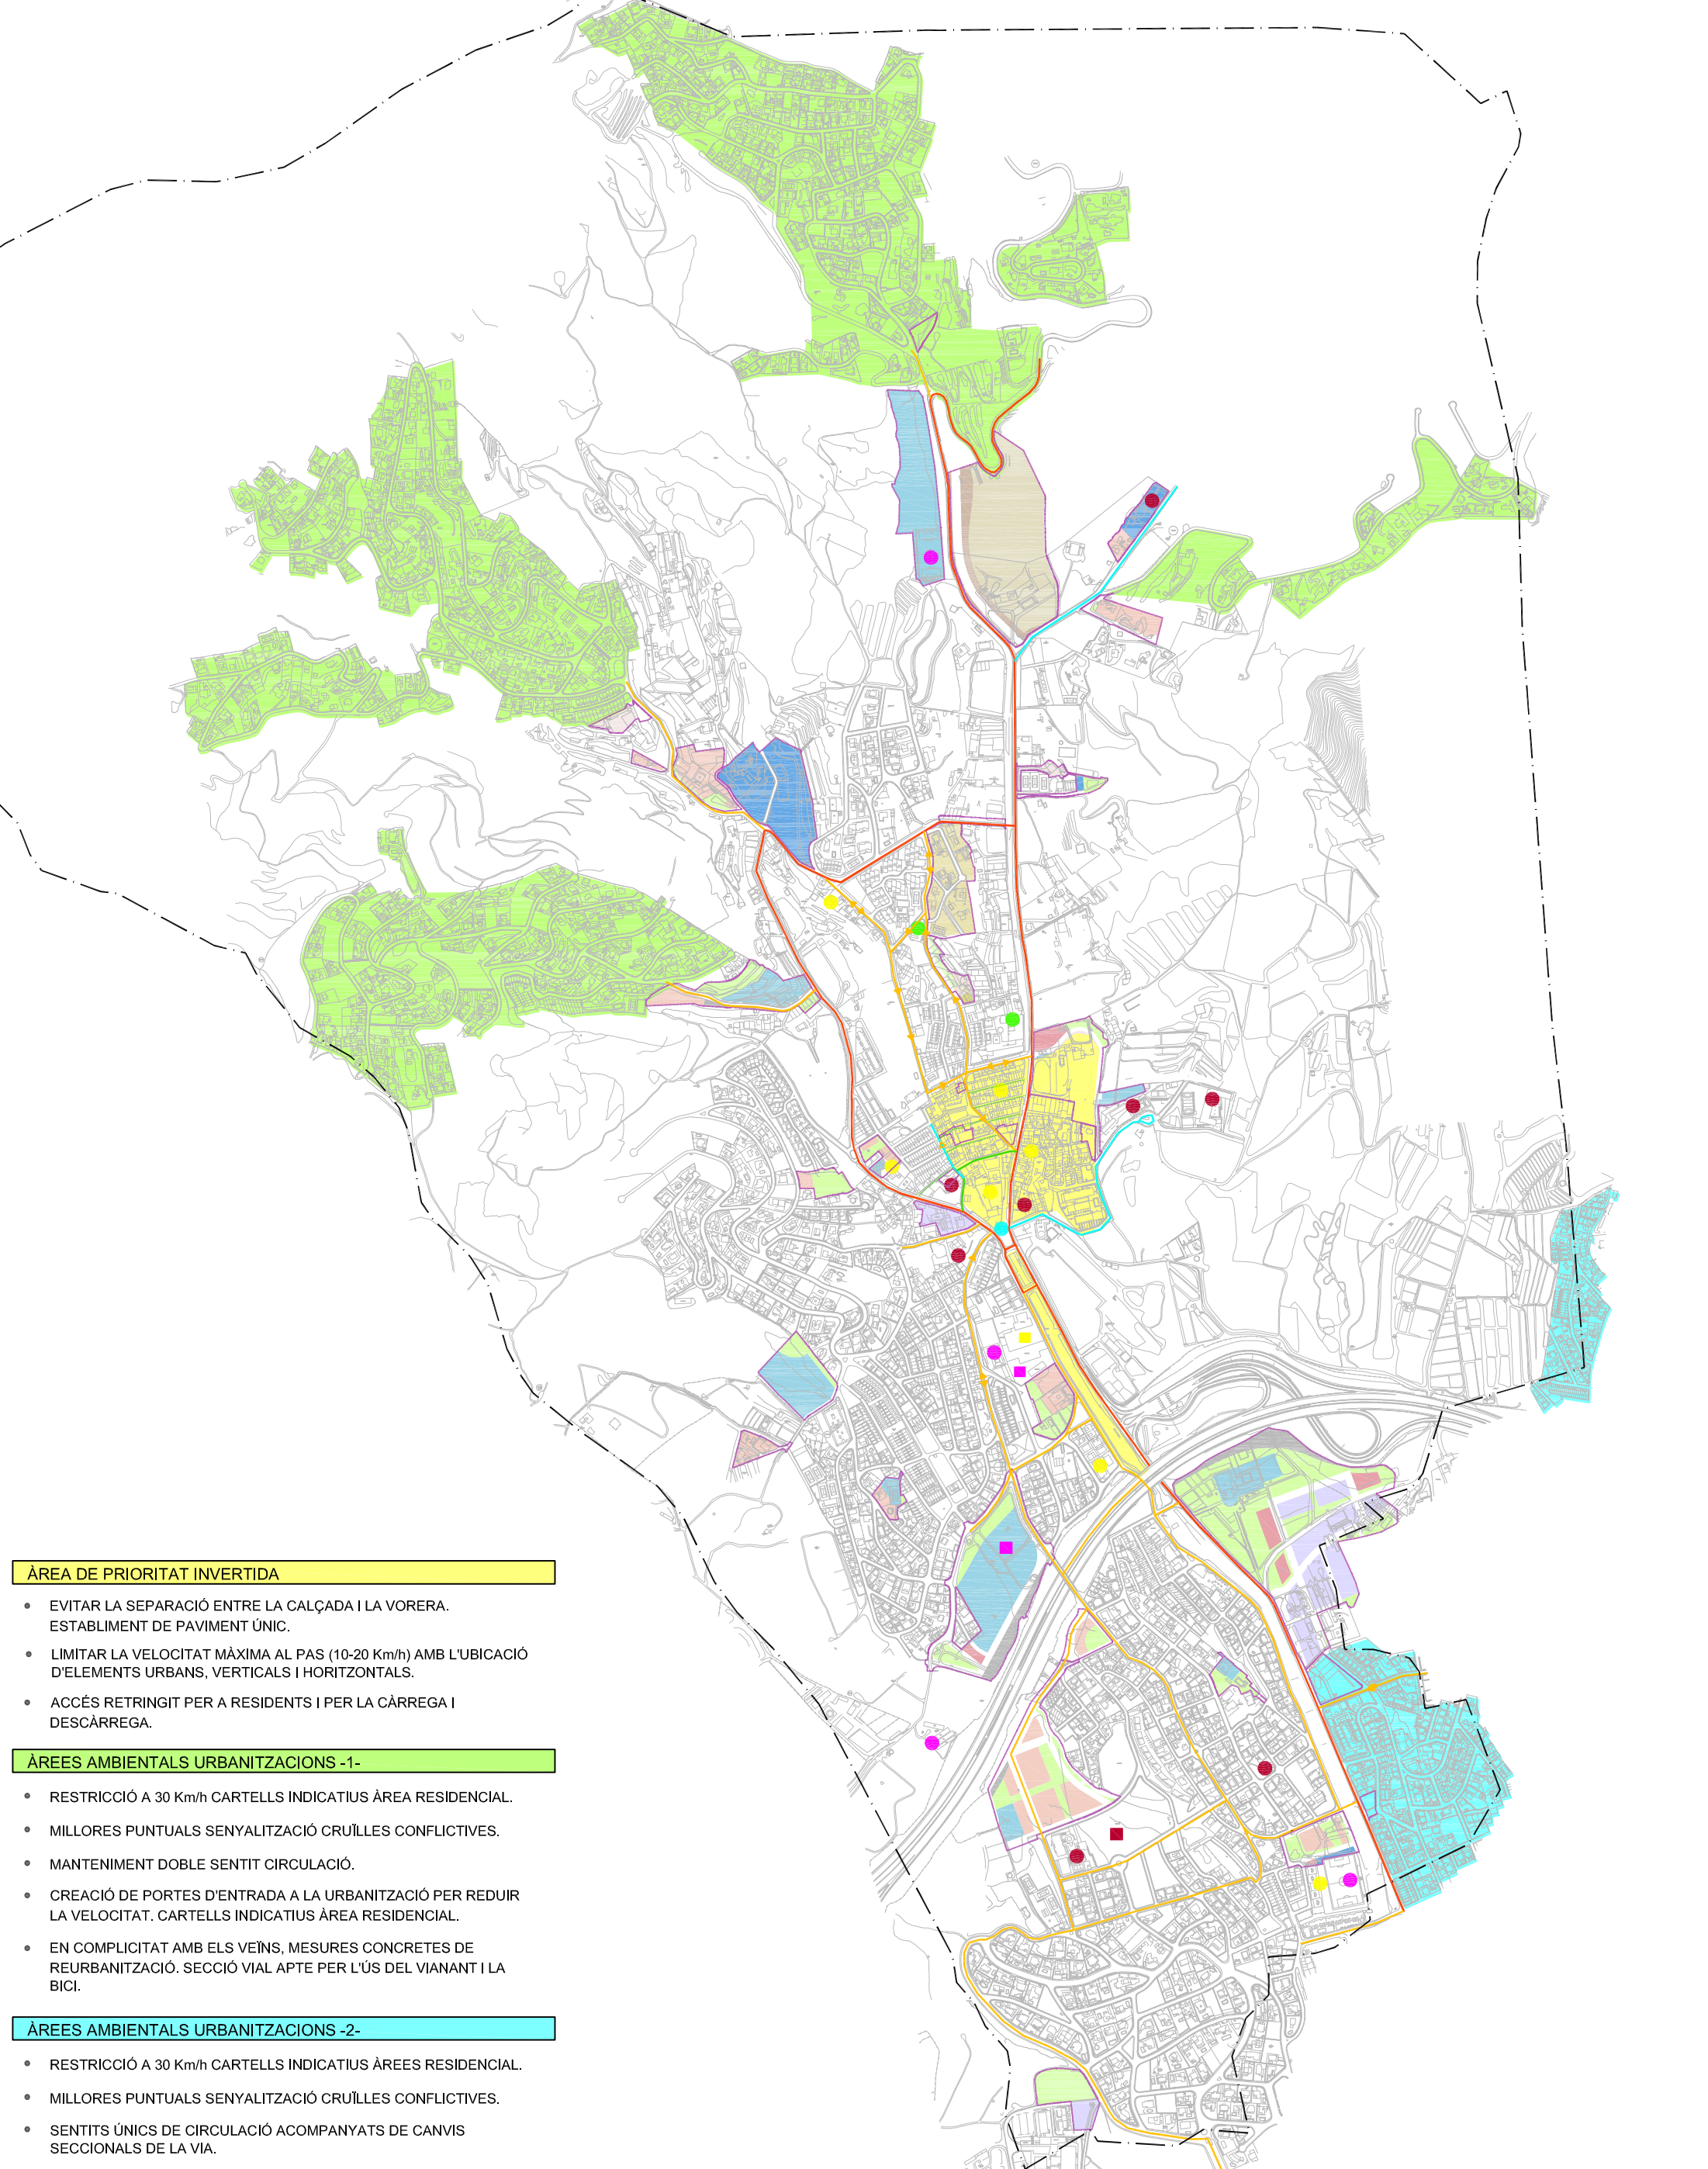 ÀREA DE PRIORITAT INVERTIDA
EVITAR LA SEPARACIÓ ENTRE LA CALÇADA I LA VORERA.
ESTABLIMENT DE PAVIMENT ÚNIC.
LIMITAR LA VELOCITAT MÀXIMA AL PAS (10-20 Km/h) AMB L'UBICACIÓ
D'ELEMENTS URBANS, VERTICALS I HORITZONTALS.
ACCÉS RETRINGIT PER A RESIDENTS I PER LA CÀRREGA I
DESCÀRREGA.
ÀREES AMBIENTALS URBANITZACIONS -1-
RESTRICCIÓ A 30 Km/h CARTELLS INDICATIUS ÀREA RESIDENCIAL.
MILLORES PUNTUALS SENYALITZACIÓ CRUÏLLES CONFLICTIVES.
MANTENIMENT DOBLE SENTIT CIRCULACIÓ.
CREACIÓ DE PORTES D'ENTRADA A LA URBANITZACIÓ PER REDUIR
LA VELOCITAT. CARTELLS INDICATIUS ÀREA RESIDENCIAL.
EN COMPLICITAT AMB ELS VEÏNS, MESURES CONCRETES DE
REURBANITZACIÓ. SECCIÓ VIAL APTE PER L'ÚS DEL VIANANT I LA
BICI.
ÀREES AMBIENTALS URBANITZACIONS -2-
RESTRICCIÓ A 30 Km/h CARTELLS INDICATIUS ÀREES RESIDENCIAL.
MILLORES PUNTUALS SENYALITZACIÓ CRUÏLLES CONFLICTIVES.
SENTITS ÚNICS DE CIRCULACIÓ ACOMPANYATS DE CANVIS
SECCIONALS DE LA VIA.